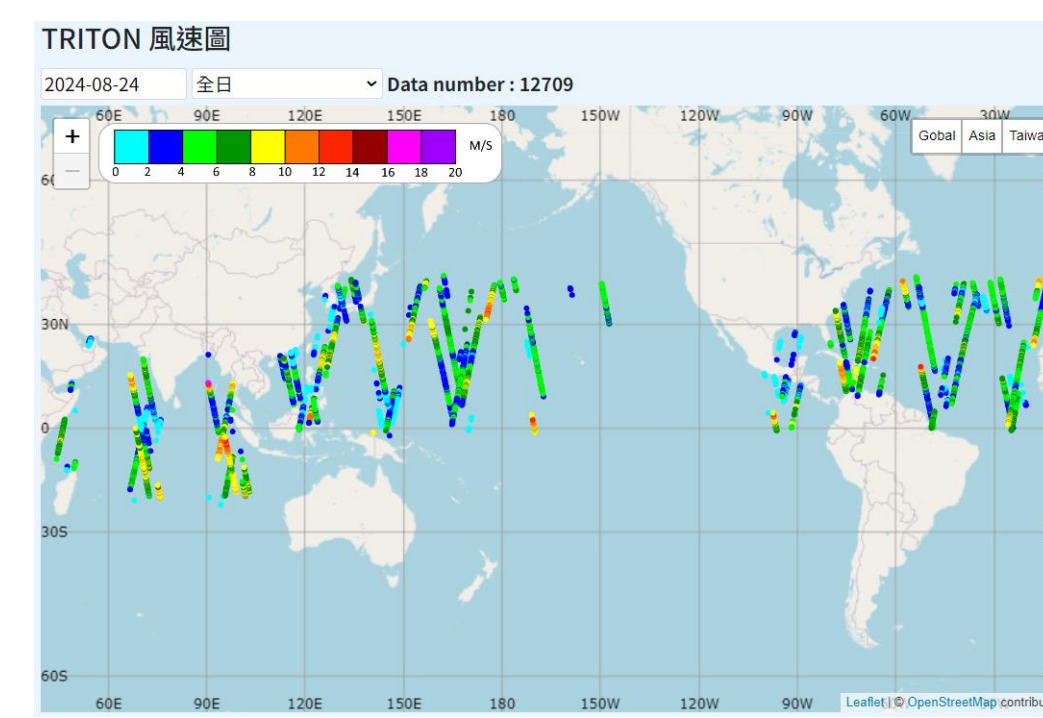 TRITON 風速圖
2024-08-24 全日 Data number : 12709
60E 90E 120E 150E 180 150W 120W 90W 60W 30W
+ Gobal Asia Taiwa
M/S
0 2 4 6 8 10 12 14 16 18 20
−
30N
0
30S
60S
60E 90E 120E 150E 180 150W 120W 90W
Leaflet | © OpenStreetMap contribu